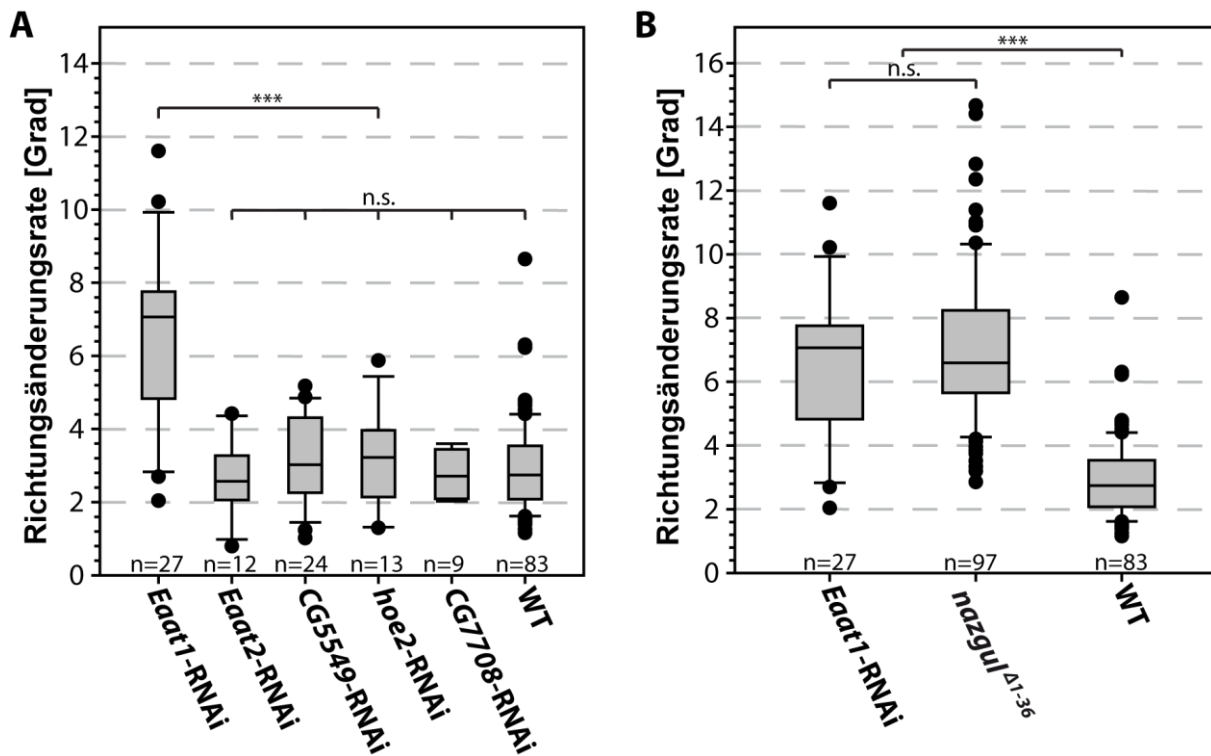 A
Richtungsänderungsrate [Grad]
14
12
10
8
6
4
2
0
***
n.s.
n=27
n=12
n=24
n=13
n=9
n=83
Eaat1-RNAi
Eaat2-RNAi
CG5549-RNAi
hoe2-RNAi
CG7708-RNAi
WT
B
Richtungsänderungsrate [Grad]
16
14
12
10
8
6
4
2
0
***
n.s.
n=27
n=97
n=83
Eaat1-RNAi
nazgul Δ1-36
WT